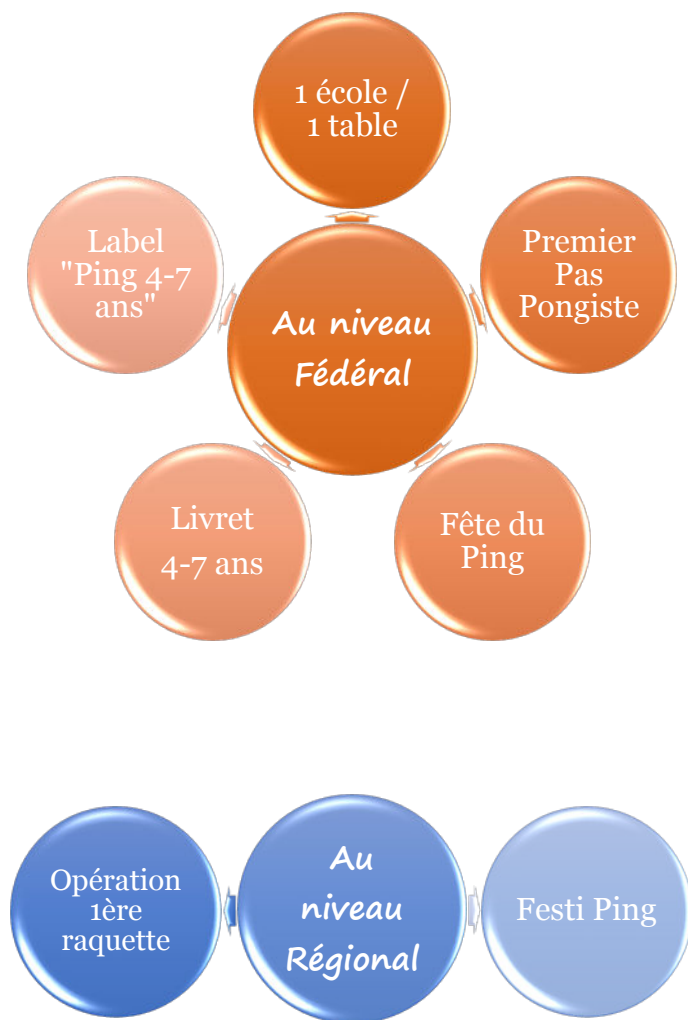 1 école /
1 table
Label
"Ping 4-7
ans"
Premier
Pas
Pongiste
Au niveau
Fédéral
Livret
4-7 ans
Fête du
Ping
Opération
1ère
raquette
Au
niveau
Régional
Festi Ping